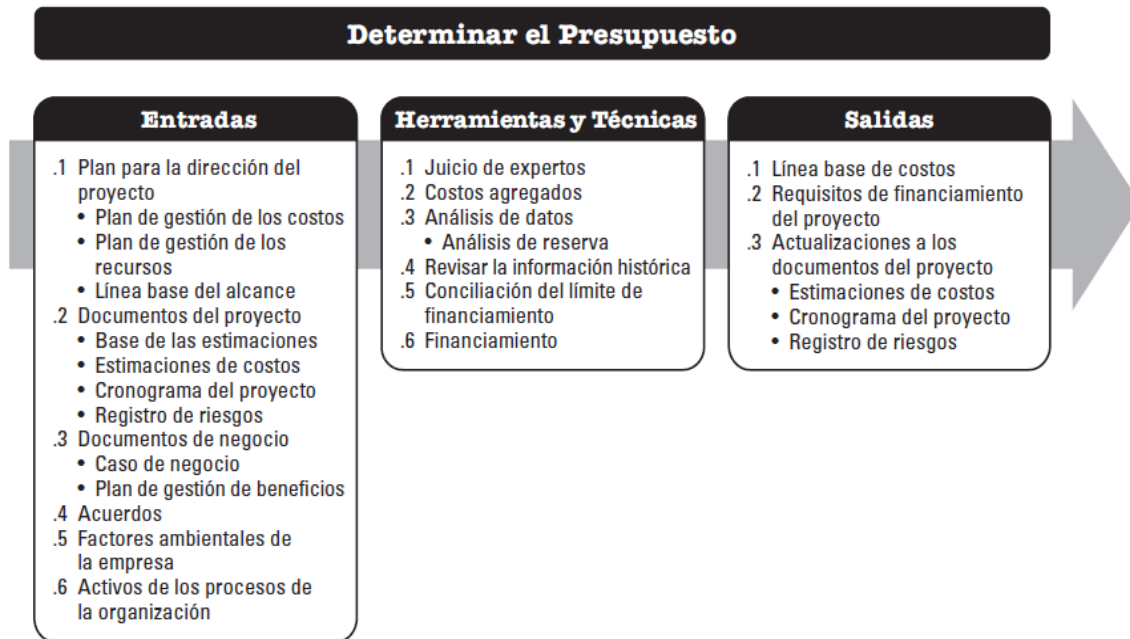 Determinar el Presupuesto
Entradas
.1 Plan para la dirección del
proyecto
• Plan de gestión de los costos
• Plan de gestión de los
recursos
• Línea base del alcance
.2 Documentos del proyecto
• Base de las estimaciones
• Estimaciones de costos
• Cronograma del proyecto
• Registro de riesgos
.3 Documentos de negocio
• Caso de negocio
• Plan de gestión de beneficios
.4 Acuerdos
.5 Factores ambientales de
la empresa
.6 Activos de los procesos de
la organización
Herramientas y Técnicas
.1 Juicio de expertos
.2 Costos agregados
.3 Análisis de datos
• Análisis de reserva
.4 Revisar la información histórica
.5 Conciliación del límite de
financiamiento
.6 Financiamiento
Salidas
.1 Línea base de costos
.2 Requisitos de financiamiento
del proyecto
.3 Actualizaciones a los
documentos del proyecto
• Estimaciones de costos
• Cronograma del proyecto
• Registro de riesgos